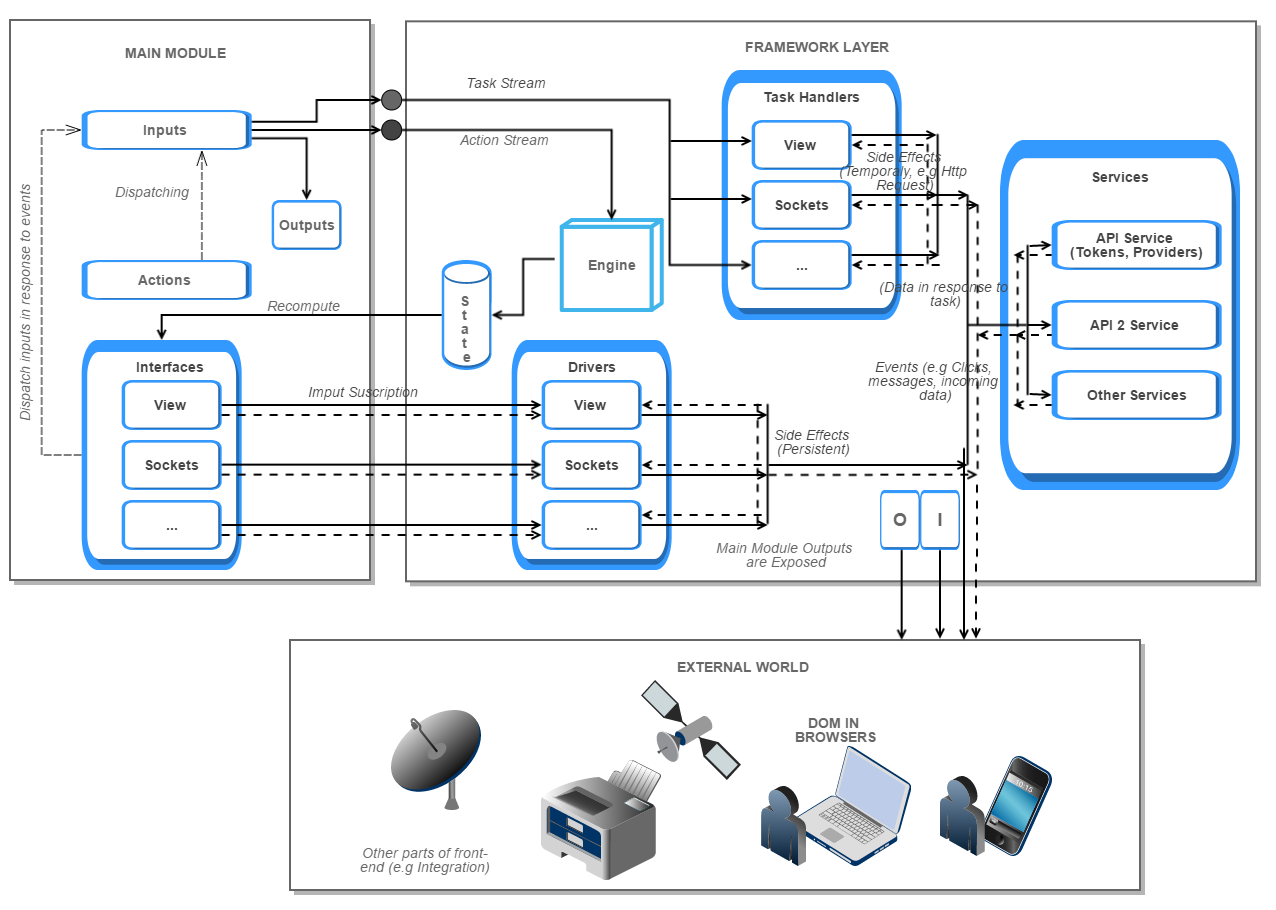 MAIN MODULE
Inputs
Dispatching
Outputs
Actions
Dispatch inputs in response to events
Recompute
Interfaces
View
Sockets
...
FRAMEWORK LAYER
Task Stream
Action Stream
Engine
State
Imput Suscription
Drivers
View
Sockets
...
Task Handlers
View
Sockets
...
Side Effects
(Temporaly, e.g Http
Request)
(Data in response to
task)
Events (e.g Clicks,
messages, incoming
data)
Side Effects
(Persistent)
Main Module Outputs
are Exposed
O
I
Services
API Service
(Tokens, Providers)
API 2 Service
Other Services
EXTERNAL WORLD
DOM IN
BROWSERS
10:15
Other parts of front-
end (e.g Integration)